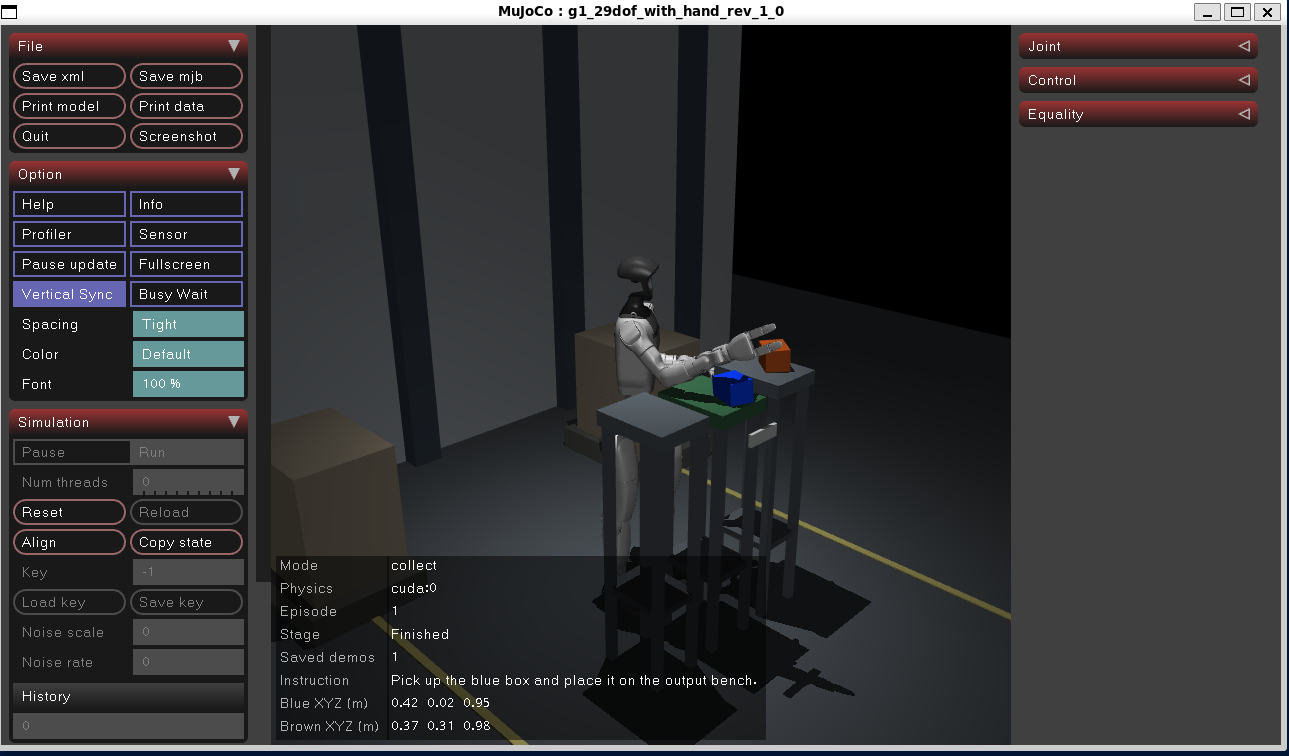 MuJoCo : g1_29dof_with_hand_rev_1_0
File
Save xml Save mjb
Print model Print data
Quit Screenshot
Option
Help Info
Profiler Sensor
Pause update Fullscreen
Vertical Sync Busy Wait
Spacing Tight
Color Default
Font 100 %
Simulation
Pause Run
Num threads 0
Reset Reload
Align Copy state
Key -1
Load key Save key
Noise scale 0
Noise rate 0
History
0
Mode collect
Physics cuda:0
Episode 1
Stage Finished
Saved demos 1
Instruction Pick up the blue box and place it on the output bench.
Blue XYZ (m) 0.42 0.02 0.95
Brown XYZ (m) 0.37 0.31 0.98
Joint
Control
Equality